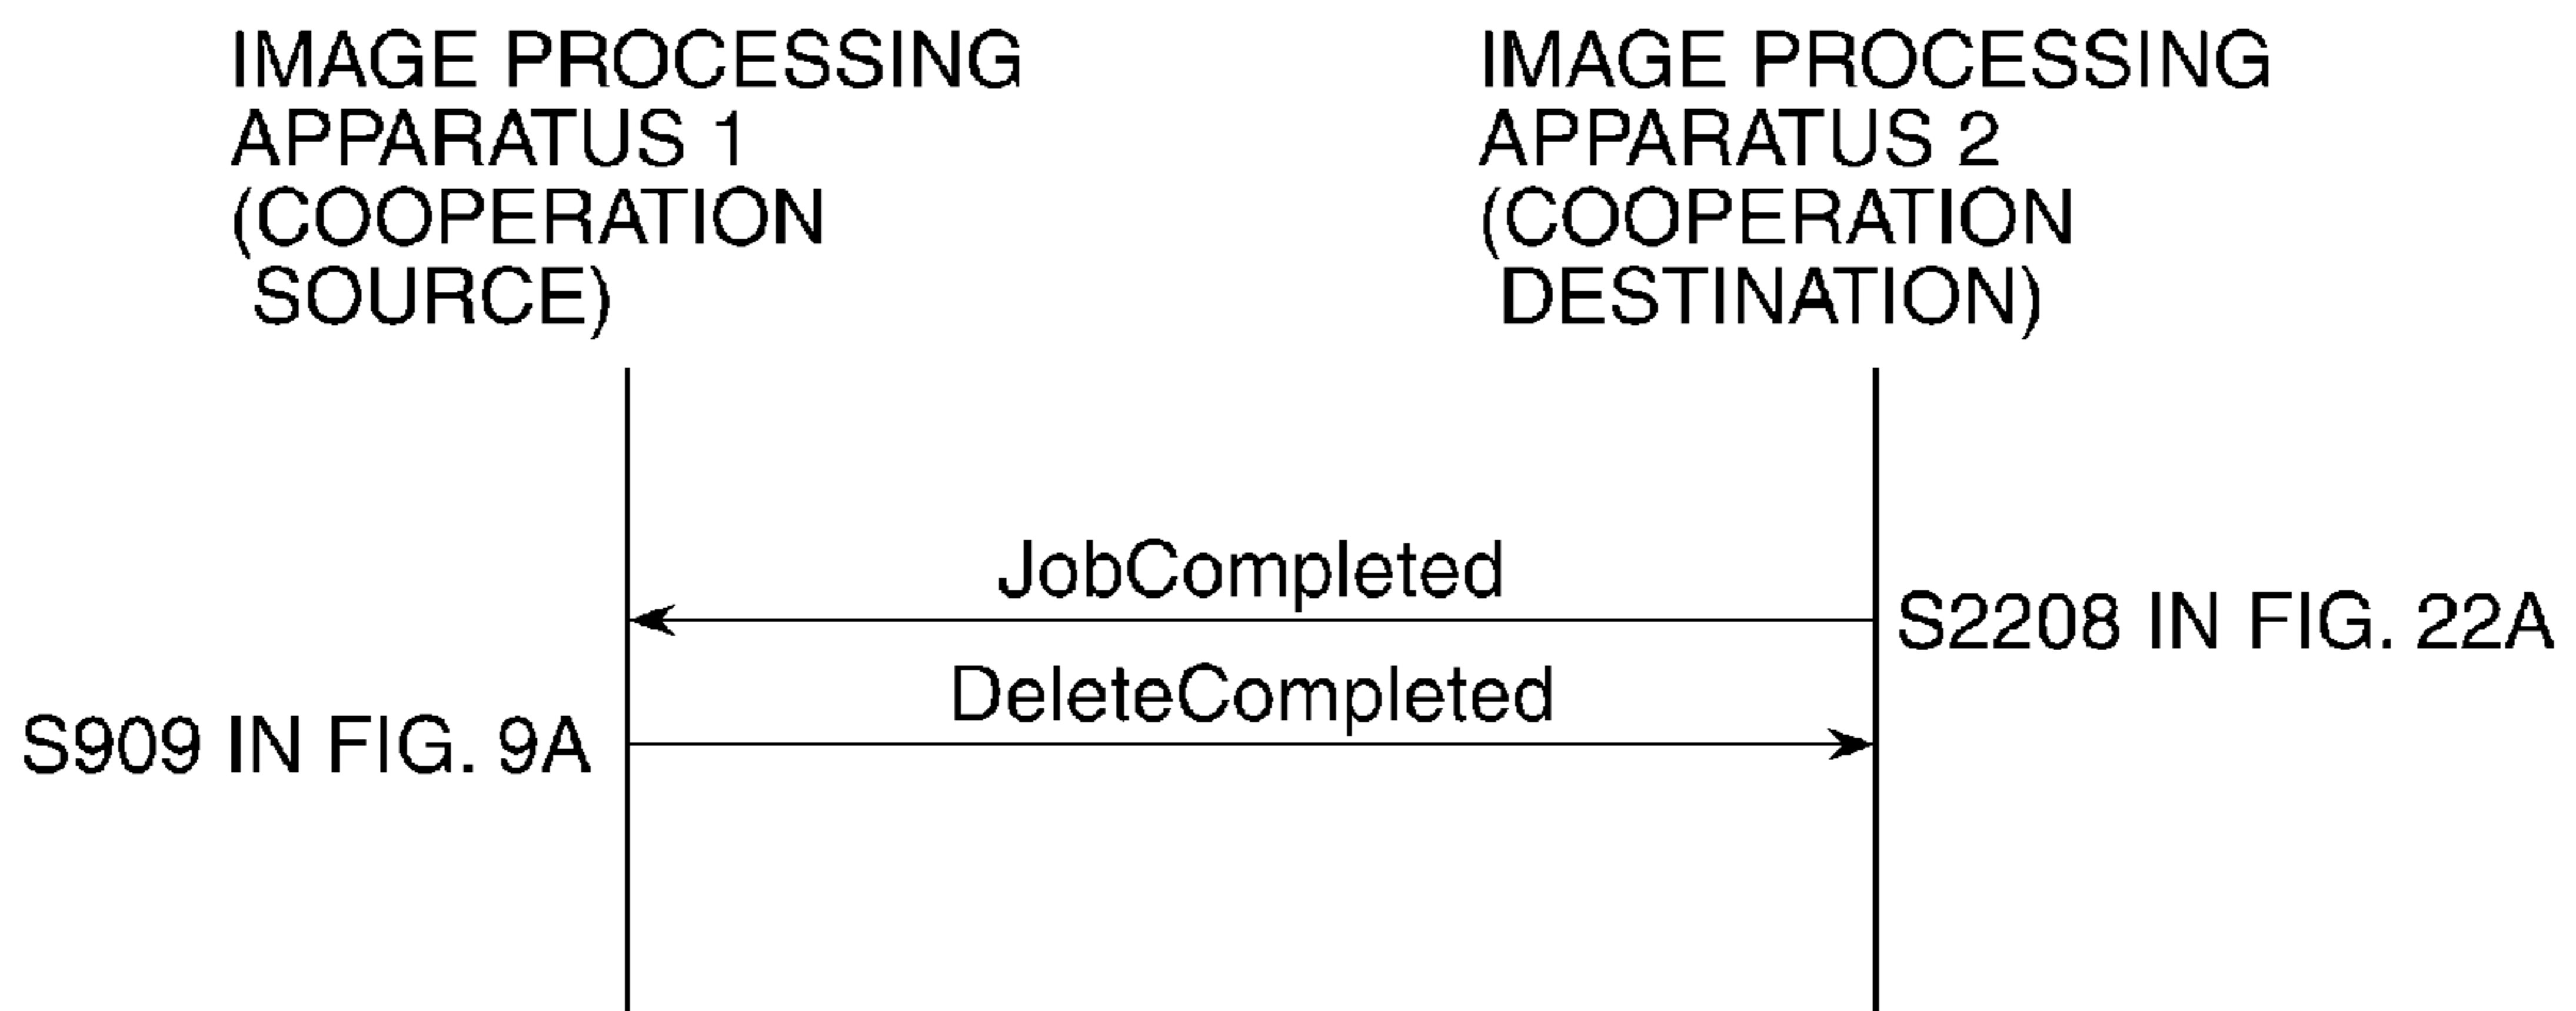 IMAGE PROCESSING
APPARATUS 1
(COOPERATION
SOURCE)
IMAGE PROCESSING
APPARATUS 2
(COOPERATION
DESTINATION)
JobCompleted
S2208 IN FIG. 22A
DeleteCompleted
S909 IN FIG. 9A